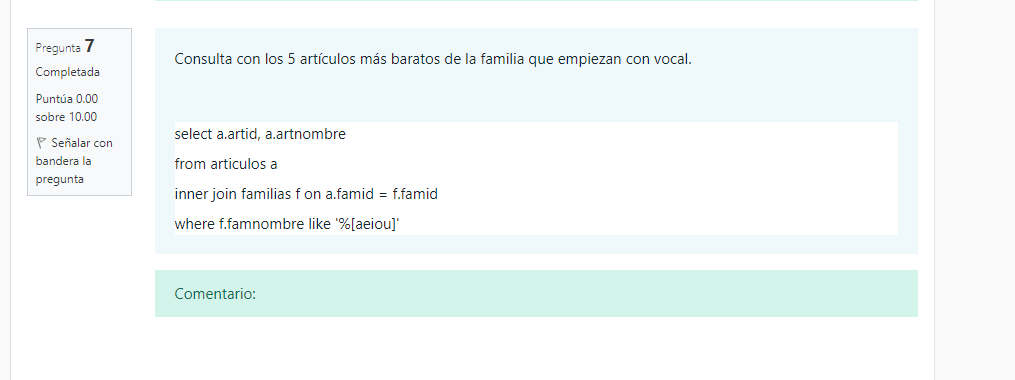 Pregunta 7
Completada
Puntúa 0.00
sobre 10.00
Señalar con
bandera la
pregunta
Consulta con los 5 artículos más baratos de la familia que empiezan con vocal.
select a.artid, a.artnombre
from articulos a
inner join familias f on a.famid = f.famid
where f.famnombre like '%[aeiou]'
Comentario: